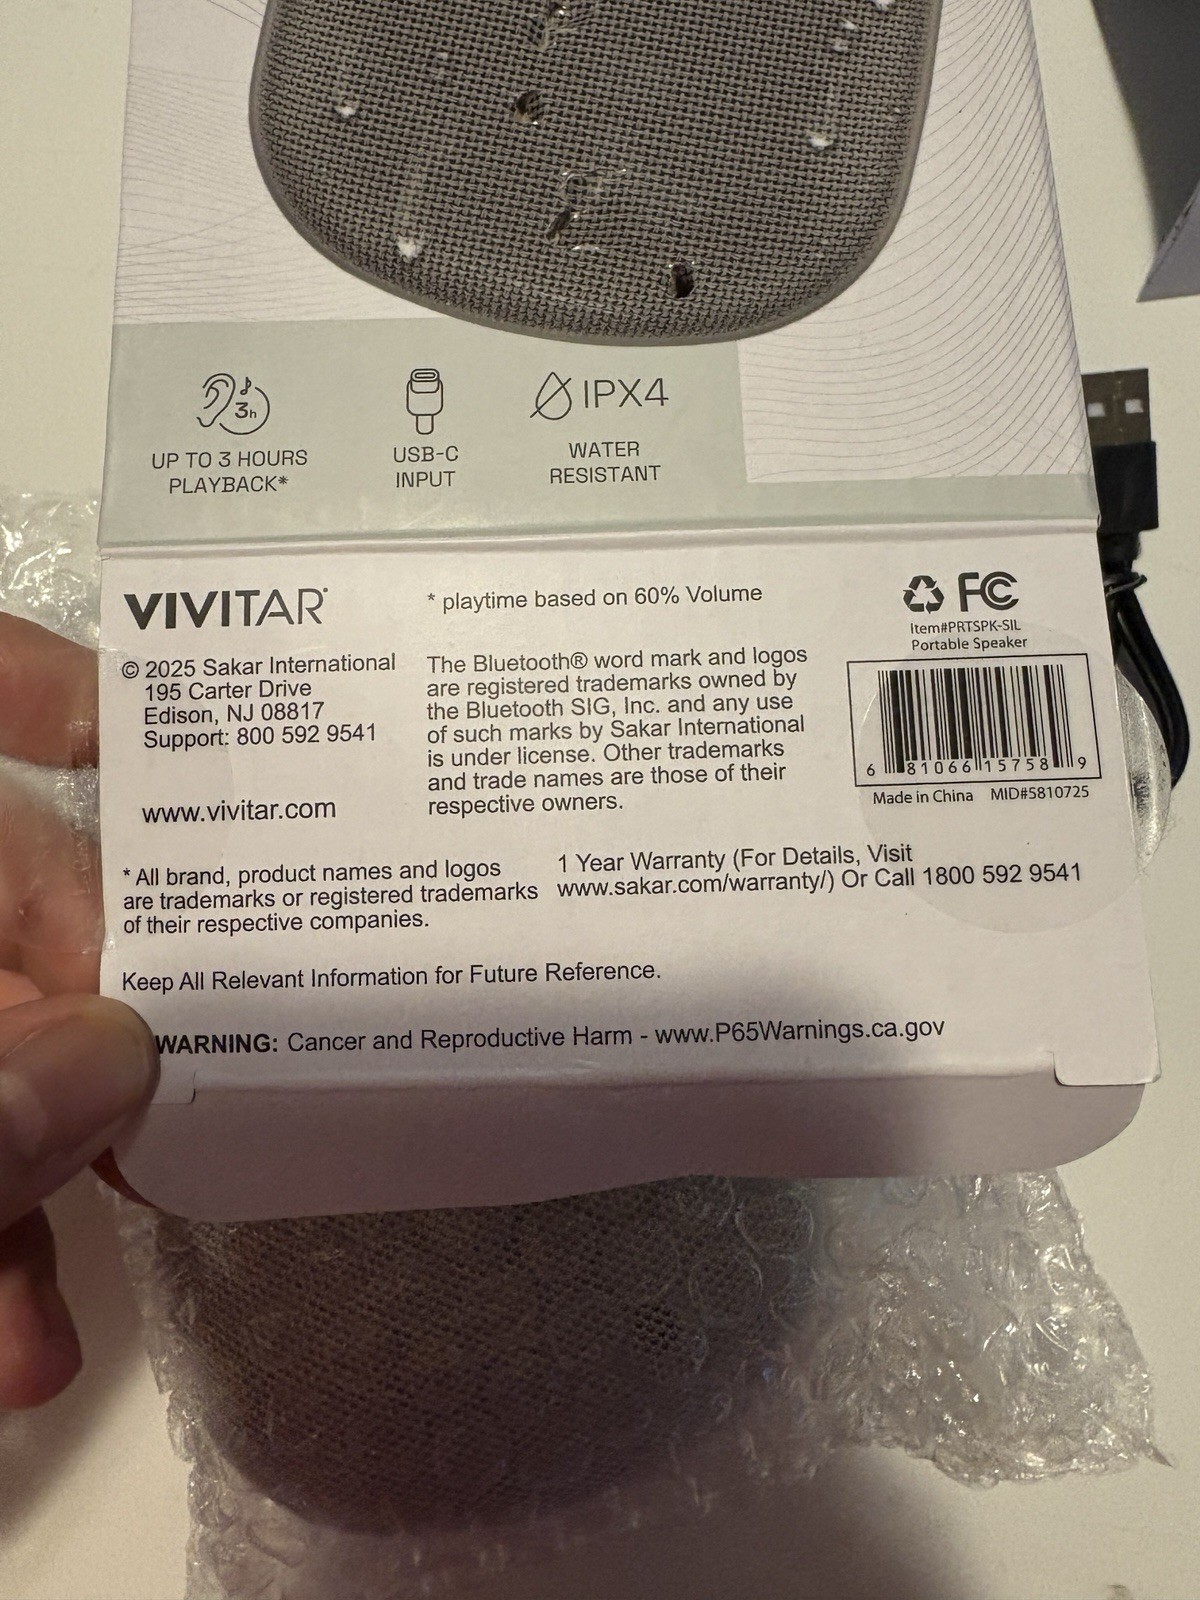 3h
UP TO 3 HOURS
PLAYBACK*
USB-C
INPUT
IPX4
WATER
RESISTANT
VIVITAR
* playtime based on 60% Volume
FC
Item#PRTSPK-SIL
Portable Speaker
© 2025 Sakar International
195 Carter Drive
Edison, NJ 08817
Support: 800 592 9541
www.vivitar.com
The Bluetooth® word mark and logos
are registered trademarks owned by
the Bluetooth SIG, Inc. and any use
of such marks by Sakar International
is under license. Other trademarks
and trade names are those of their
respective owners.
6 81066 15758 9
Made in China MID#5810725
* All brand, product names and logos
are trademarks or registered trademarks
of their respective companies.
1 Year Warranty (For Details, Visit
www.sakar.com/warranty/) Or Call 1800 592 9541
Keep All Relevant Information for Future Reference.
WARNING: Cancer and Reproductive Harm - www.P65Warnings.ca.gov